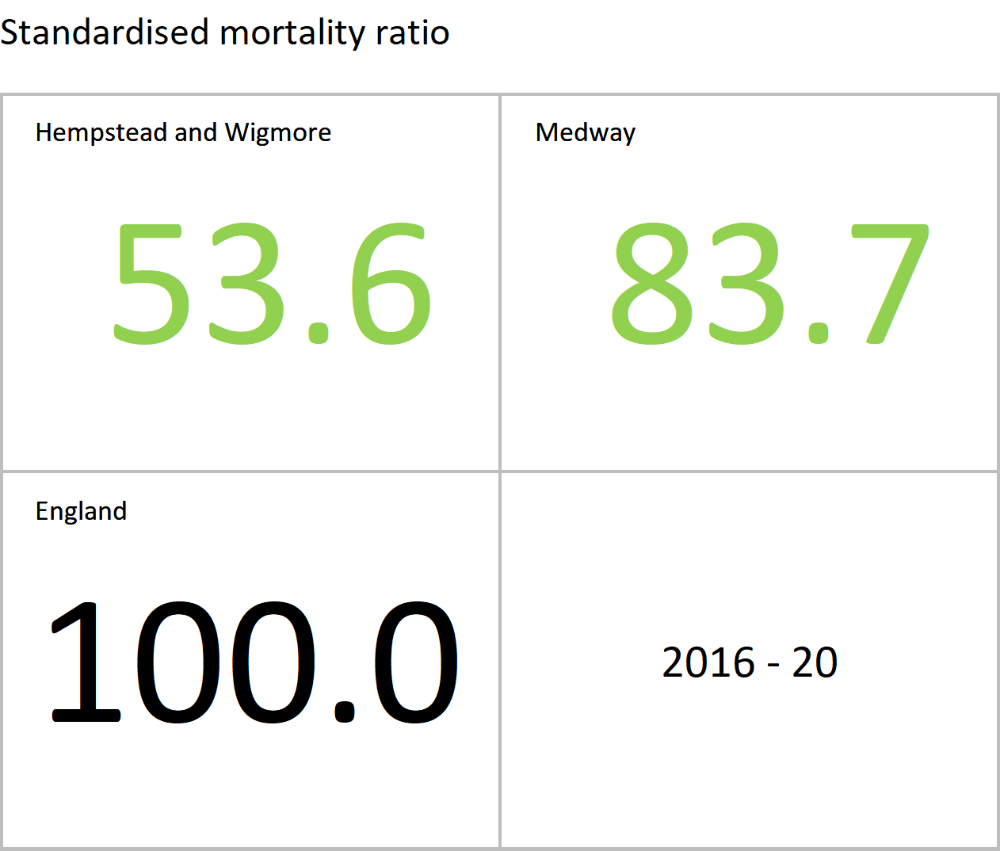 Standardised mortality ratio
Hempstead and Wigmore
53.6
Medway
83.7
England
100.0
2016 - 20